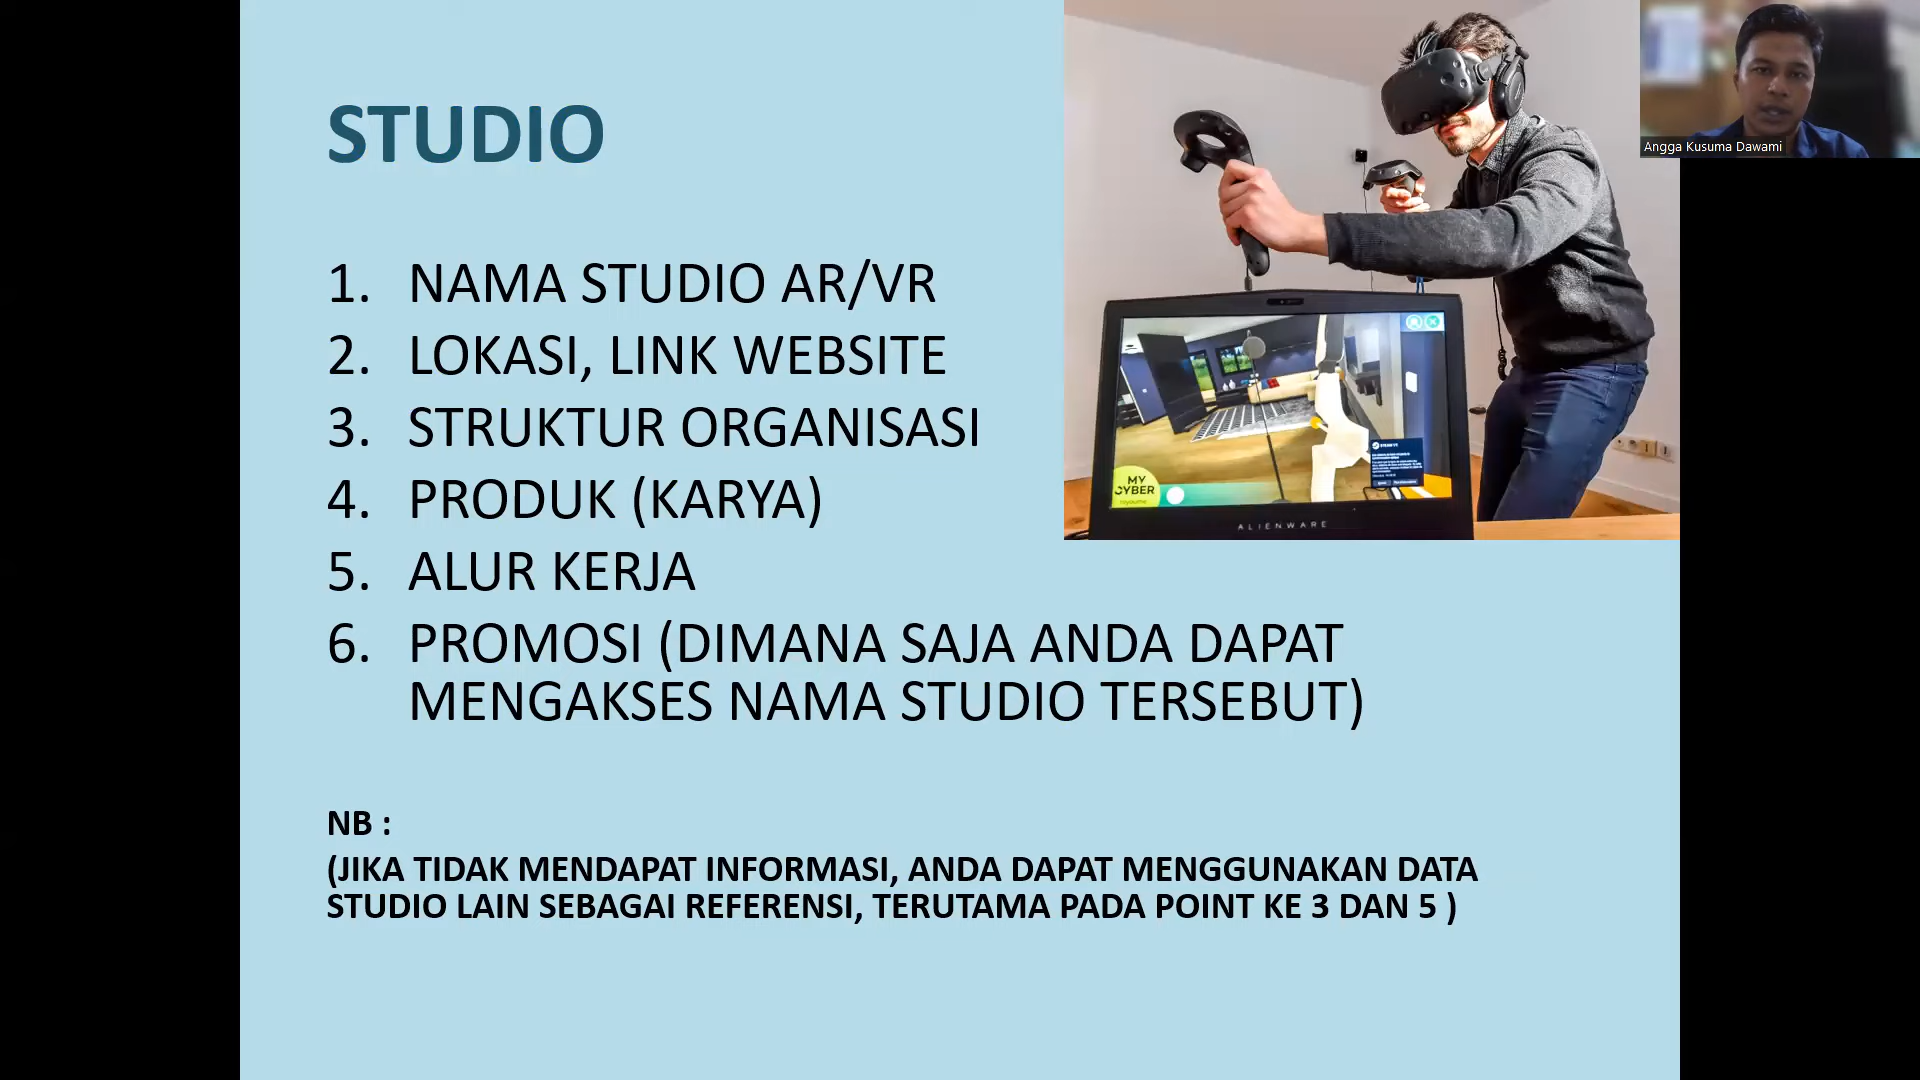 STUDIO
1. NAMA STUDIO AR/VR
2. LOKASI, LINK WEBSITE
3. STRUKTUR ORGANISASI
4. PRODUK (KARYA)
5. ALUR KERJA
6. PROMOSI (DIMANA SAJA ANDA DAPAT
MENGAKSES NAMA STUDIO TERSEBUT)
NB :
(JIKA TIDAK MENDAPAT INFORMASI, ANDA DAPAT MENGGUNAKAN DATA
STUDIO LAIN SEBAGAI REFERENSI, TERUTAMA PADA POINT KE 3 DAN 5 )
MY
CYBER
ALIENWARE
Angga Kusuma Dawami